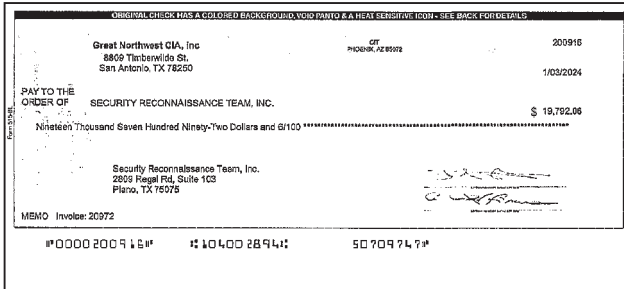 ORIGINAL CHECK HAS A COLORED BACKGROUND, VOID PANTO & A HEAT SENSITIVE ICON - SEE BACK FOR DETAILS
Great Northwest CIA, Inc
8809 Timberwilde St.
San Antonio, TX 78250
CIT
PHOENIX, AZ 85072
200916
1/03/2024
PAY TO THE
ORDER OF SECURITY RECONNAISSANCE TEAM, INC.
$ 19,792.06
Nineteen Thousand Seven Hundred Ninety-Two Dollars and 6/100
Security Reconnaissance Team, Inc.
2809 Regal Rd, Suite 103
Plano, TX 75075
MEMO Invoice: 20972
⑈0000200916⑈ ⑆104002894⑆ 50709747⑈